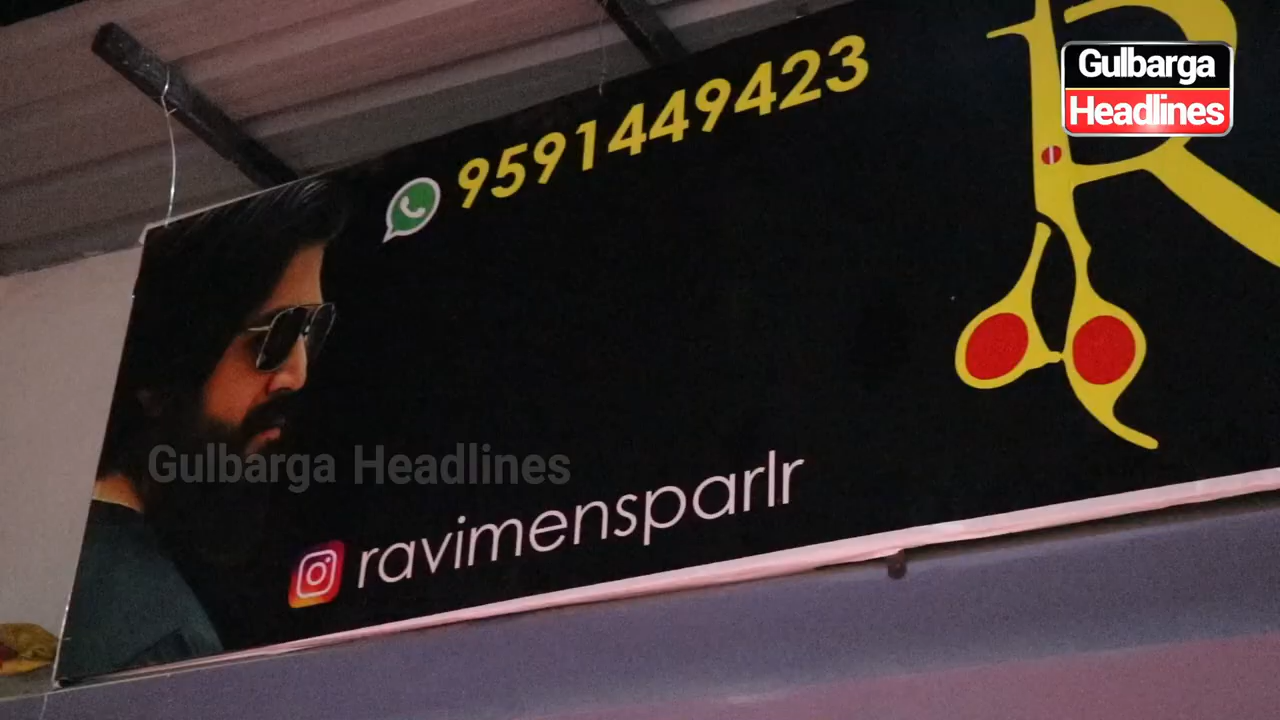 Gulbarga
Headlines
9591449423
R
Gulbarga Headlines
ravimensparlr